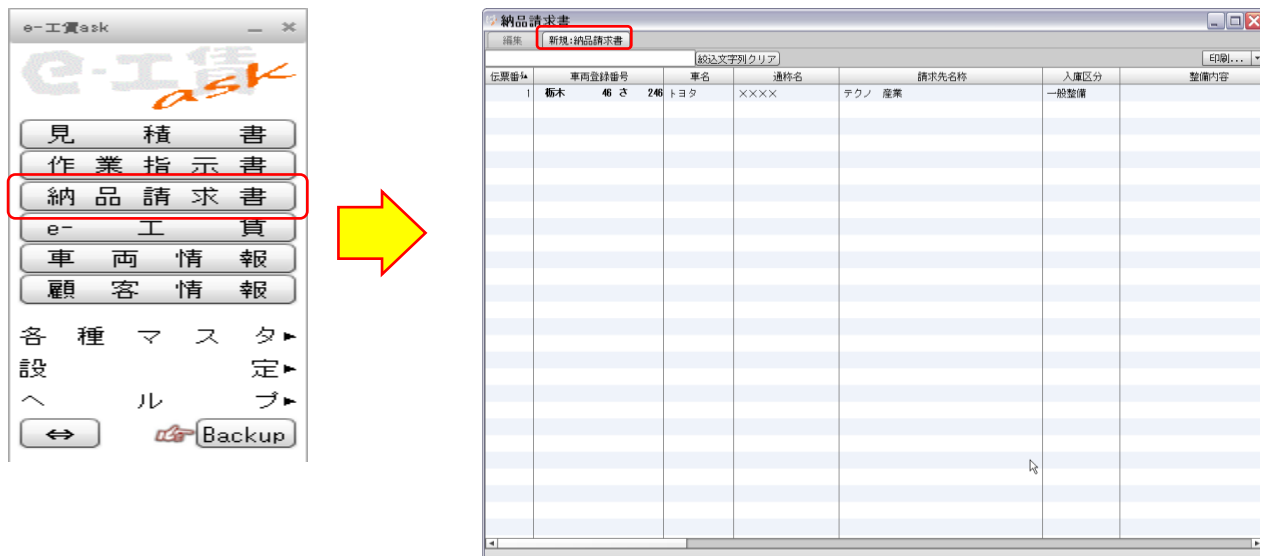 e-工賃ask
e-工賃
ask
見積書
作業指示書
納品請求書
e-工賃
車両情報
顧客情報
各種マスタ
設定
ヘルプ
⇔
Backup
納品請求書
編集 新規:納品請求書
絞込文字列クリア 印刷...
伝票番 車両登録番号 車名 通称名 請求先名称 入庫区分 整備内容
1 栃木 46 さ 246 トヨタ ×××× テクノ 産業 一般整備